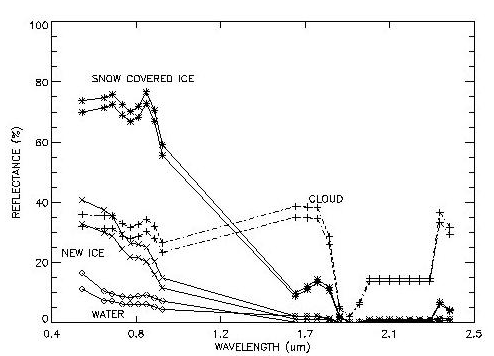 100
80
60
40
20
0
REFLECTANCE (%)
SNOW COVERED ICE
CLOUD
NEW ICE
WATER
0.4 0.8 1.2 1.7 2.1 2.5
WAVELENGTH (um)